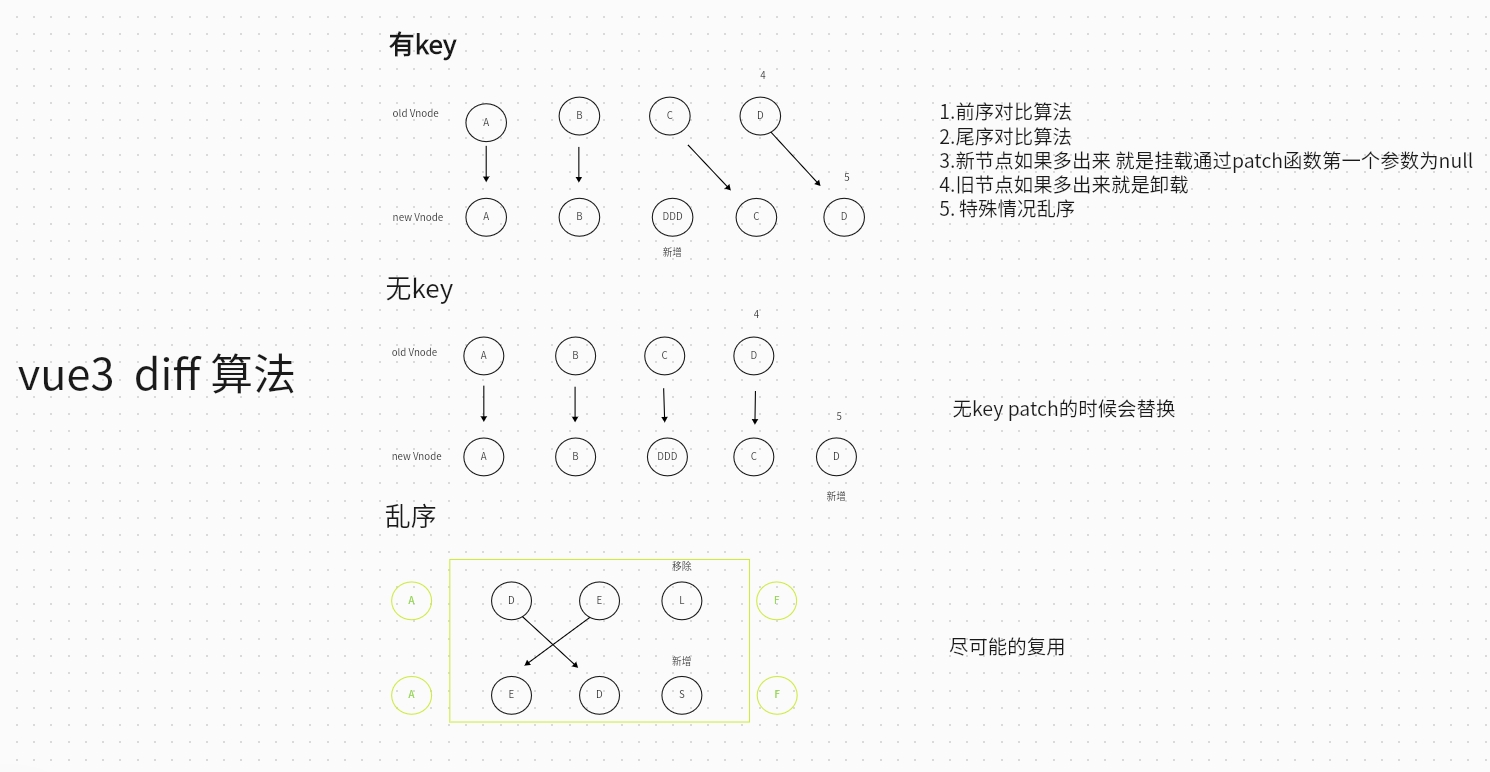 有key
4
old Vnode
A
B
C
D
5
new Vnode
A
B
DDD
C
D
新增
1.前序对比算法
2.尾序对比算法
3.新节点如果多出来 就是挂载通过patch函数第一个参数为null
4.旧节点如果多出来就是卸载
5. 特殊情况乱序
vue3 diff 算法
无key
4
old Vnode
A
B
C
D
5
new Vnode
A
B
DDD
C
D
新增
无key patch的时候会替换
乱序
移除
A
D
E
L
F
新增
A
E
D
S
F
尽可能的复用